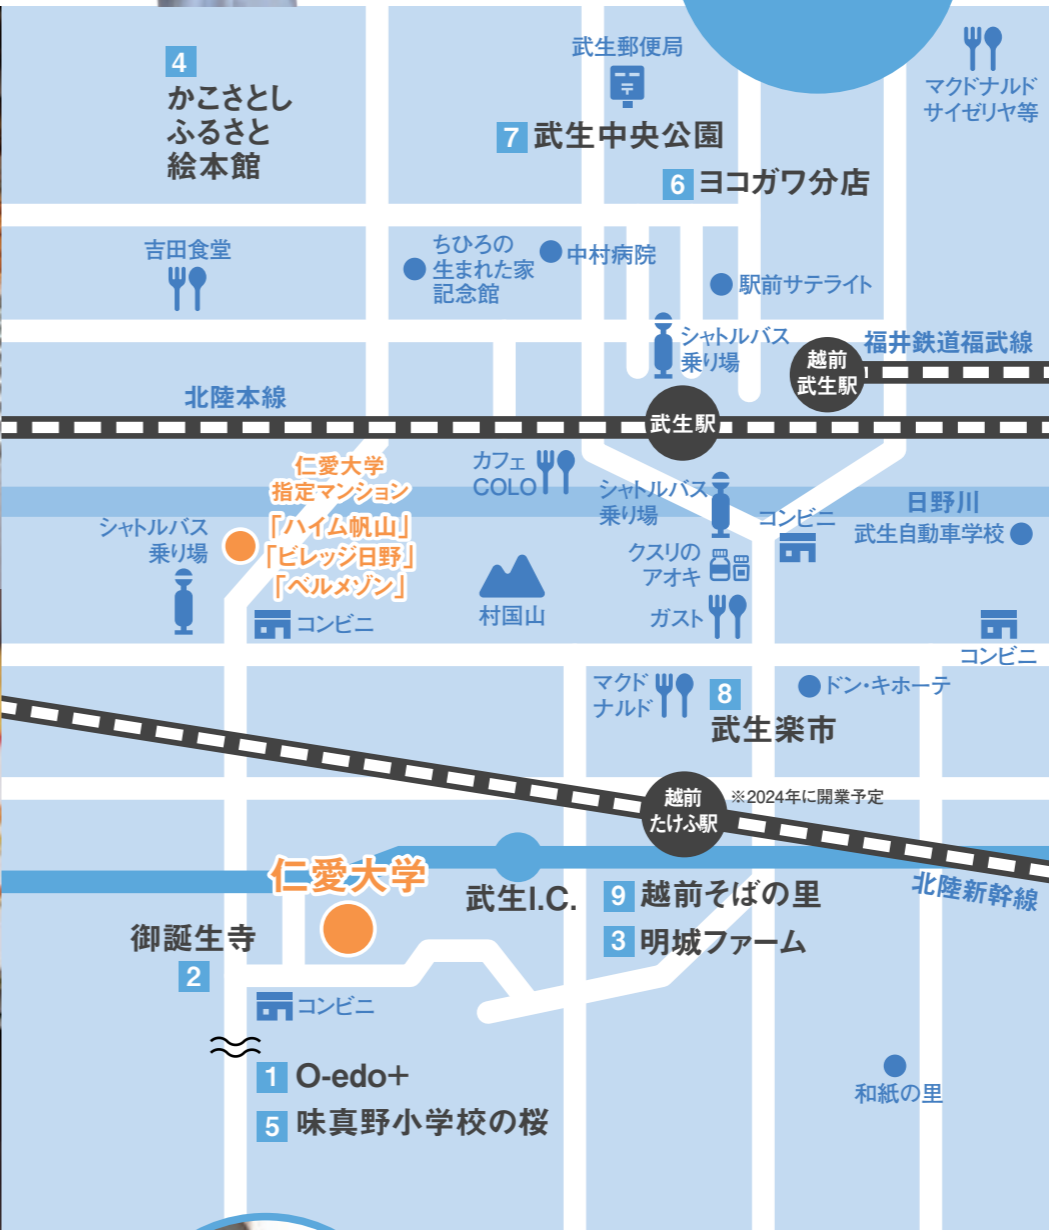 4
かこさとし
ふるさと
絵本館
武生郵便局
7 武生中央公園
6 ヨコガワ分店
マクドナルド
サイゼリヤ等
吉田食堂
ちひろの
生まれた家
記念館
中村病院
駅前サテライト
シャトルバス
乗り場
越前
武生駅
福井鉄道福武線
北陸本線
武生駅
仁愛大学
指定マンション
「ハイム帆山」
「ビレッジ日野」
「ベルメゾン」
シャトルバス
乗り場
コンビニ
カフェ
COLO
シャトルバス
乗り場
コンビニ
日野川
武生自動車学校
クスリの
アオキ
村国山
ガスト
コンビニ
マクド
ナルド
8
武生楽市
ドン・キホーテ
越前
たけふ駅
※2024年に開業予定
北陸新幹線
仁愛大学
武生I.C.
9 越前そばの里
3 明城ファーム
御誕生寺
2
コンビニ
1 O-edo+
5 味真野小学校の桜
和紙の里